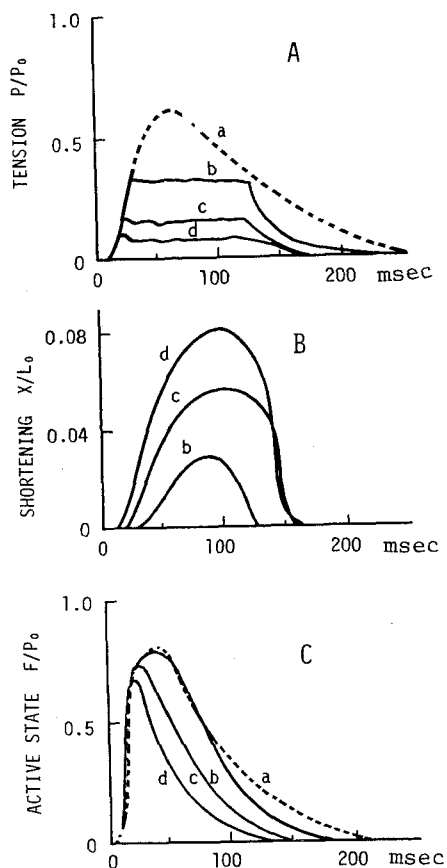 TENSION P/P₀
1.0
0.5
0
A
a
b
c
d
100
200
msec
SHORTENING X/L₀
0.08
0.04
0
B
d
c
b
0
100
200
msec
ACTIVE STATE F/P₀
1.0
0.5
0
C
d
c
b
a
0
100
200
msec